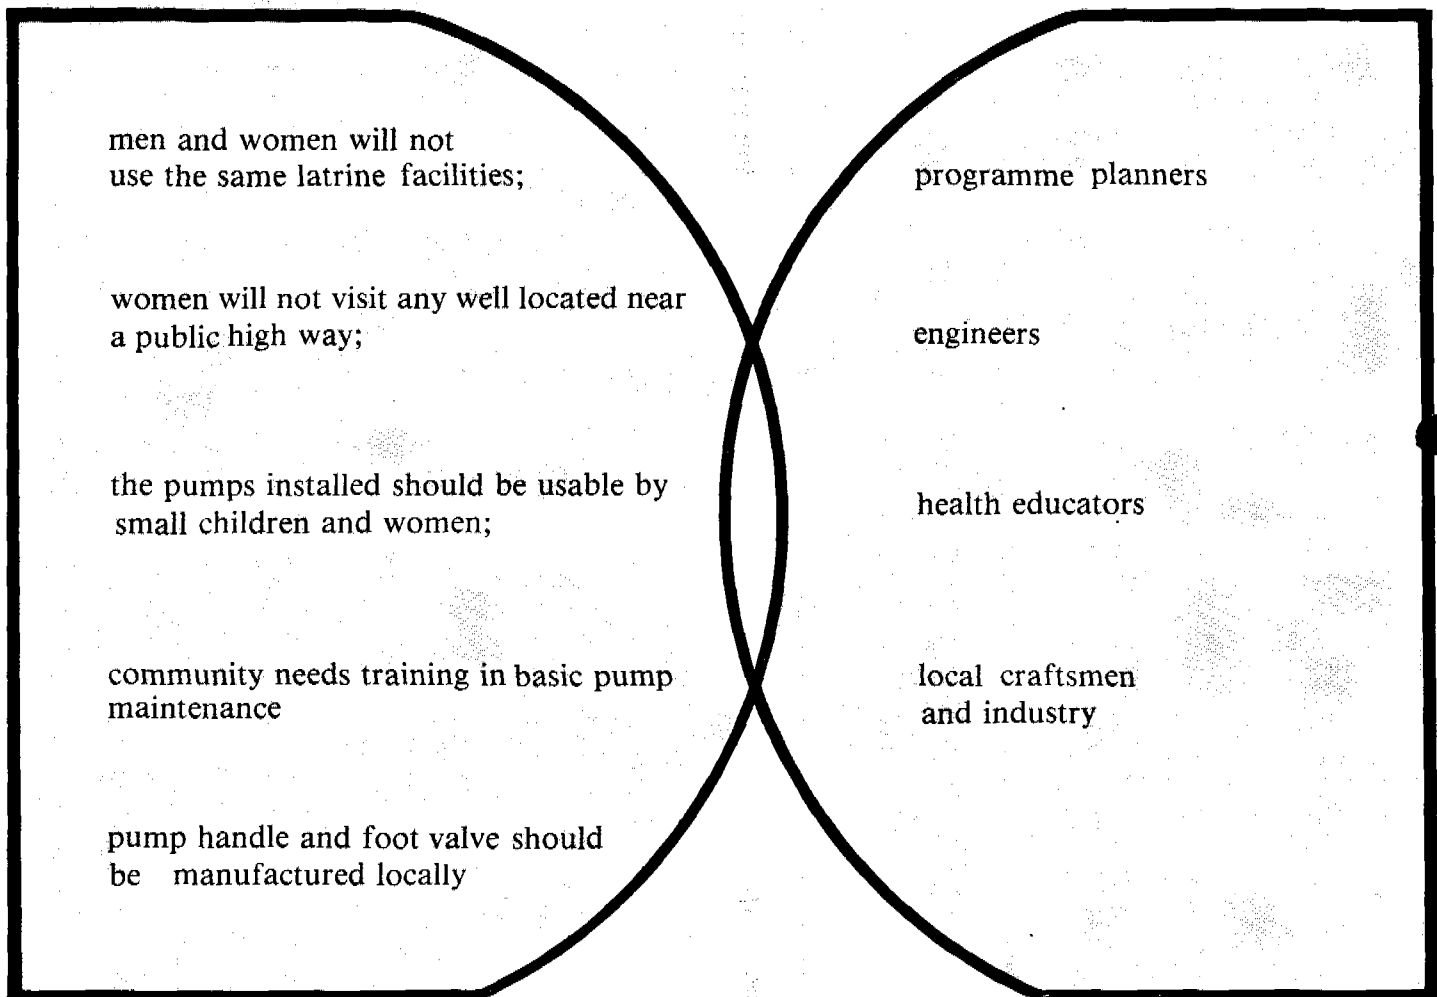 men and women will not
use the same latrine facilities;
women will not visit any well located near
a public high way;
the pumps installed should be usable by
small children and women;
community needs training in basic pump
maintenance
pump handle and foot valve should
be manufactured locally
programme planners
engineers
health educators
local craftsmen
and industry